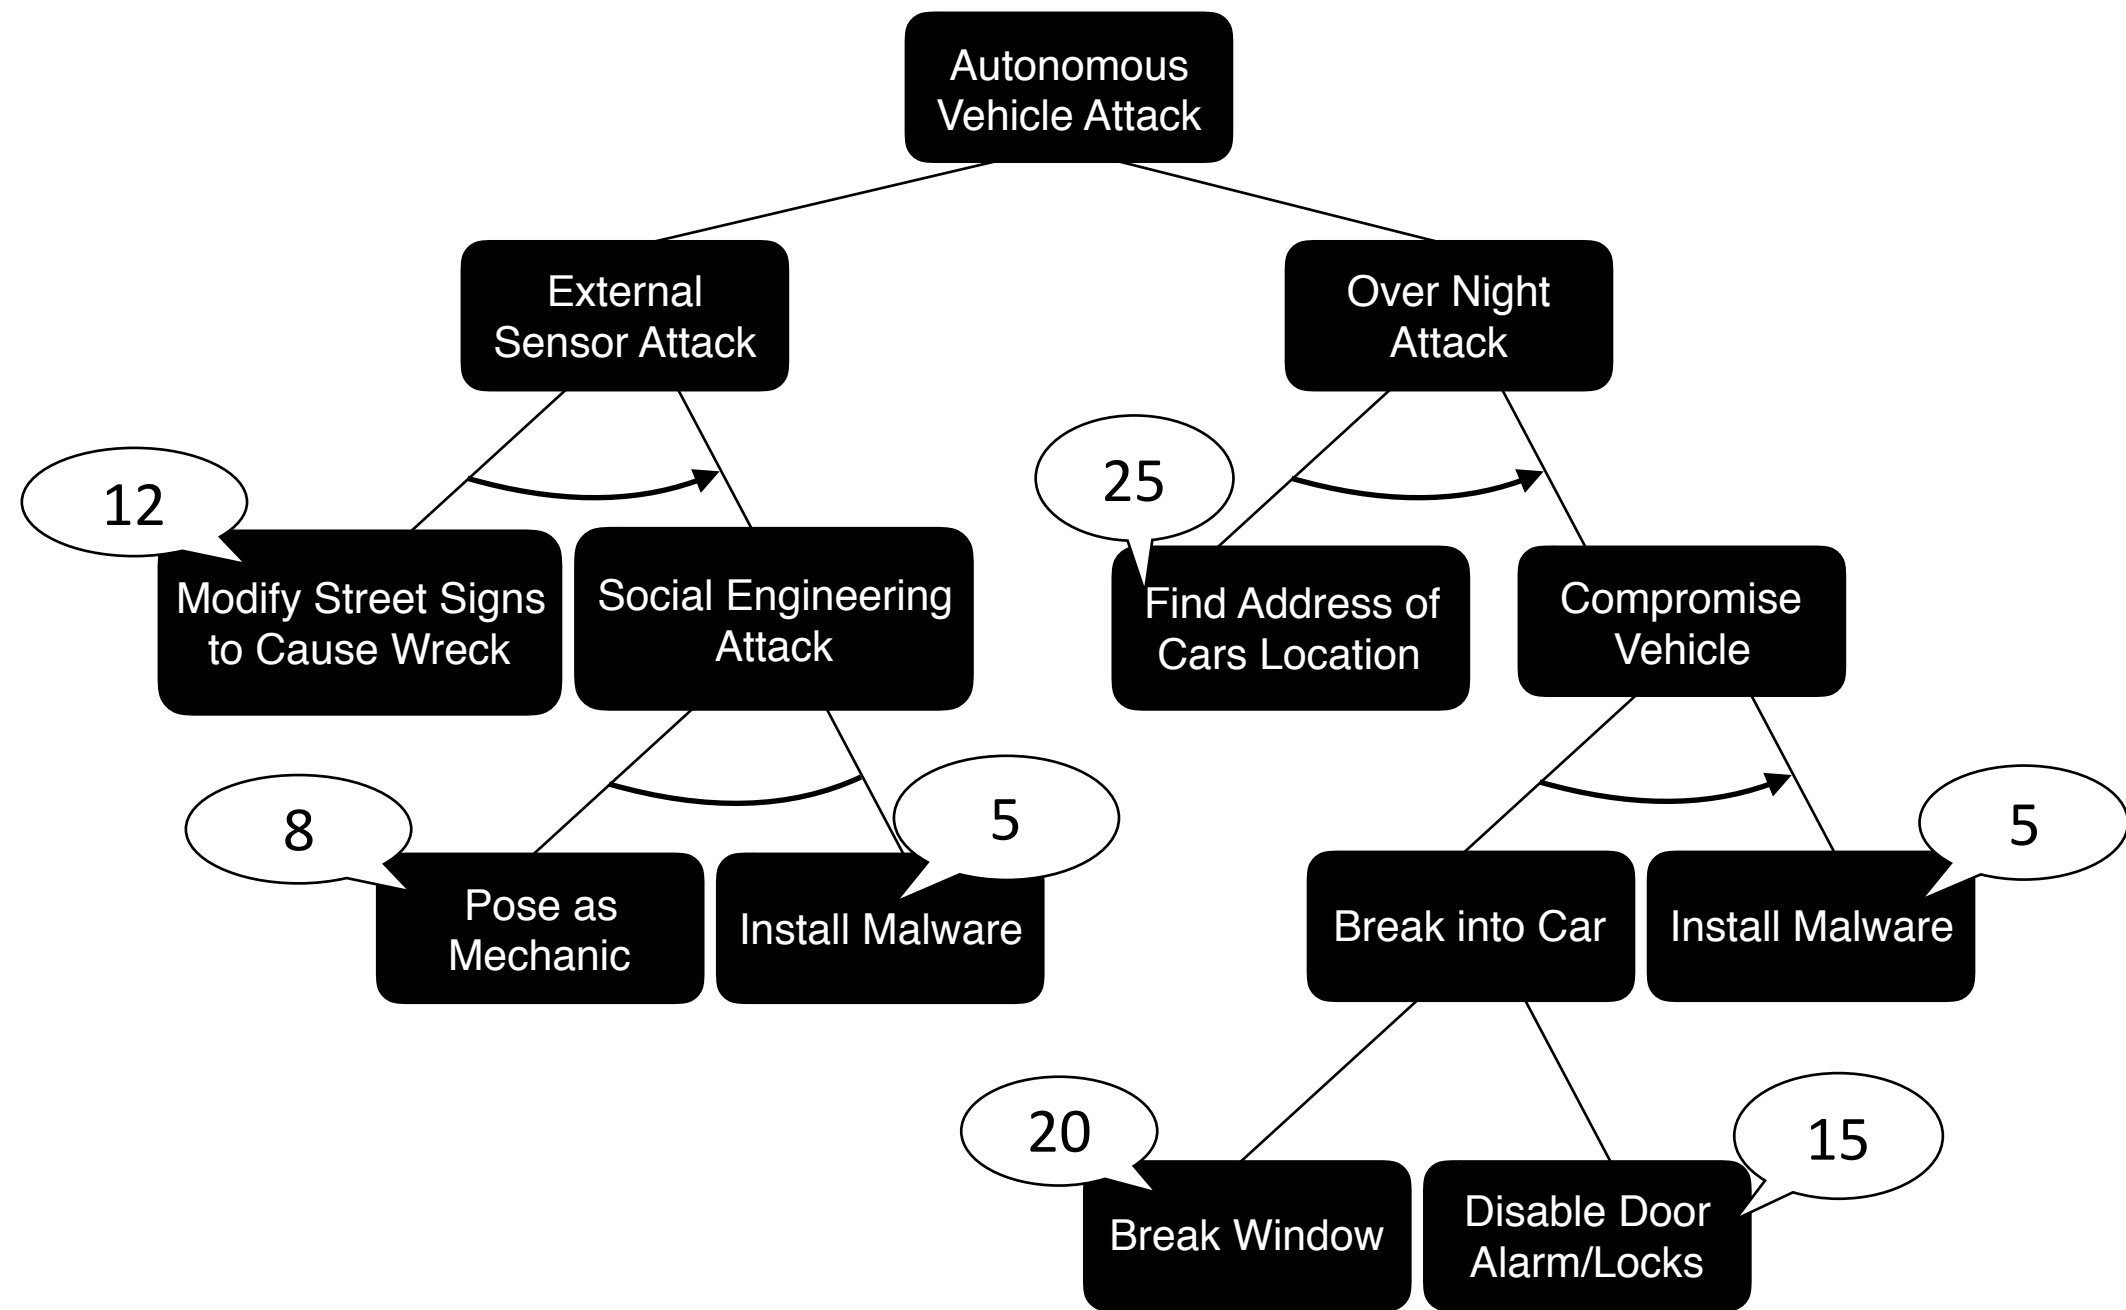 Autonomous
Vehicle Attack
External
Sensor Attack
Over Night
Attack
12
25
Modify Street Signs
to Cause Wreck
Social Engineering
Attack
Find Address of
Cars Location
Compromise
Vehicle
8
5
5
Pose as
Mechanic
Install Malware
Break into Car
Install Malware
20
15
Break Window
Disable Door
Alarm/Locks